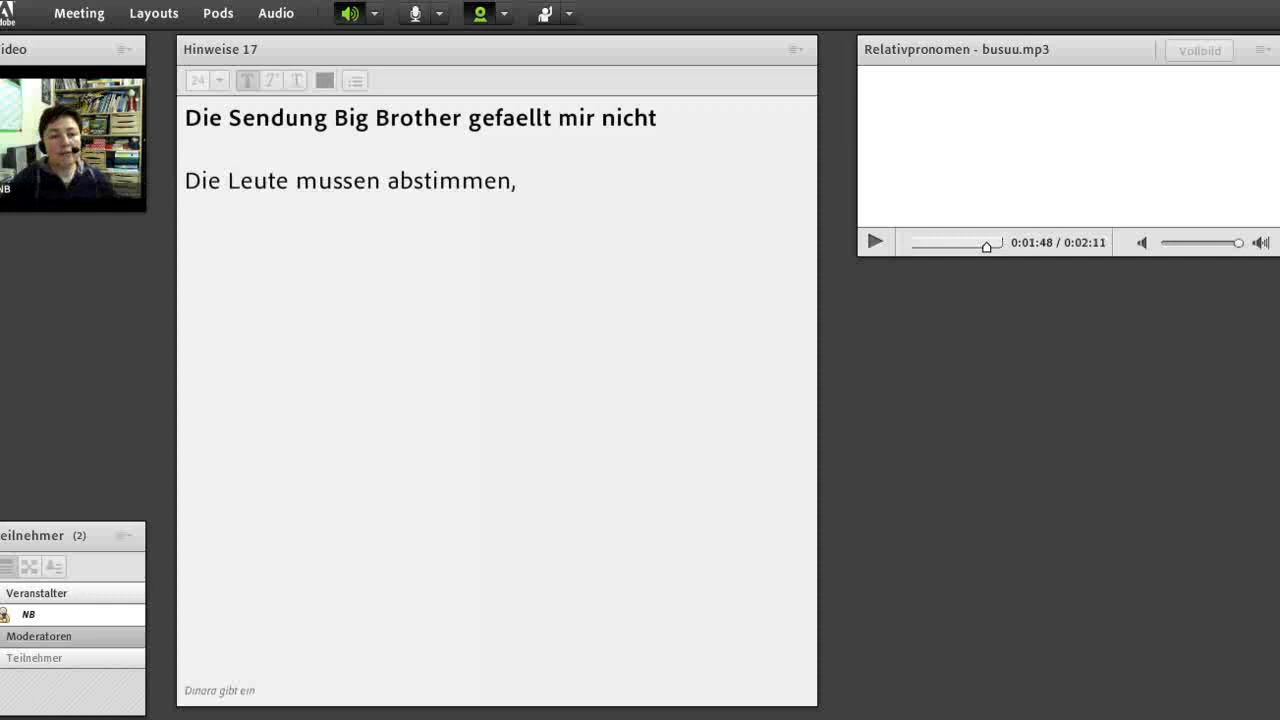 Meeting Layouts Pods Audio
dobe
ideo
NB
Hinweise 17
24
Die Sendung Big Brother gefaellt mir nicht
Die Leute mussen abstimmen,
Dinara gibt ein
Relativpronomen - busuu.mp3
Vollbild
0:01:48 / 0:02:11
eilnehmer (2)
Veranstalter
NB
Moderatoren
Teilnehmer